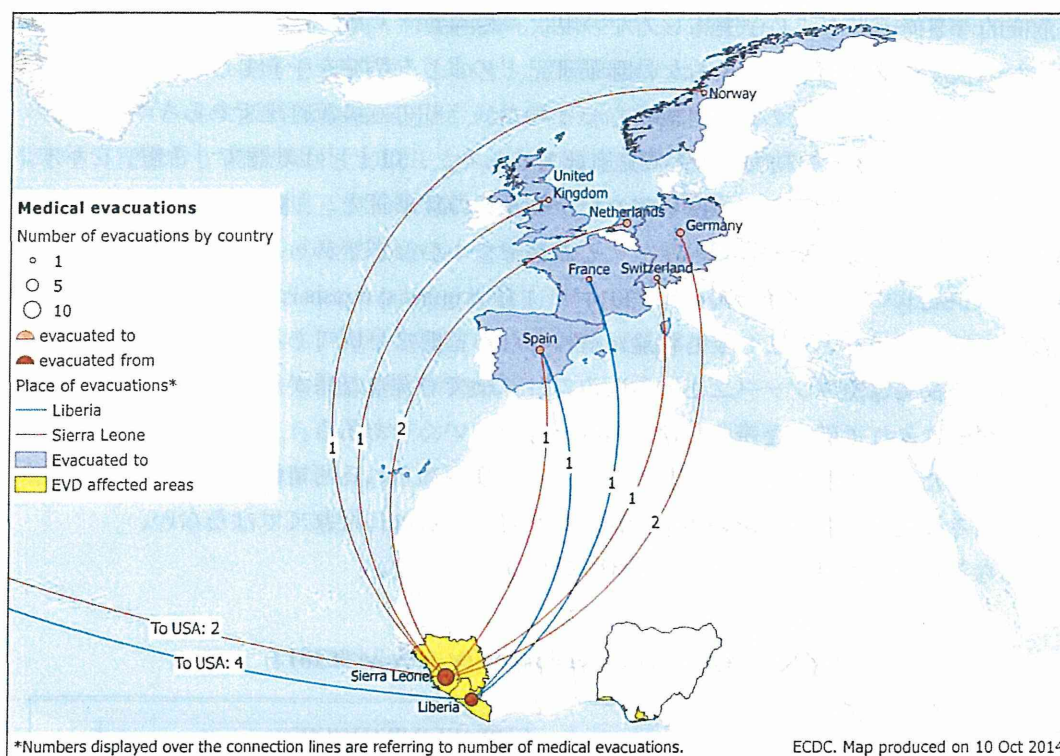 Medical evacuations
Number of evacuations by country
1
5
10
evacuated to
evacuated from
Place of evacuations*
Liberia
Sierra Leone
Evacuated to
EVD affected areas
Norway
United
Kingdom
Netherlands
Germany
France
Switzerland
Spain
1
1
2
1
1
1
1
2
To USA: 2
To USA: 4
Sierra Leone
Liberia
*Numbers displayed over the connection lines are referring to number of medical evacuations.
ECDC. Map produced on 10 Oct 201